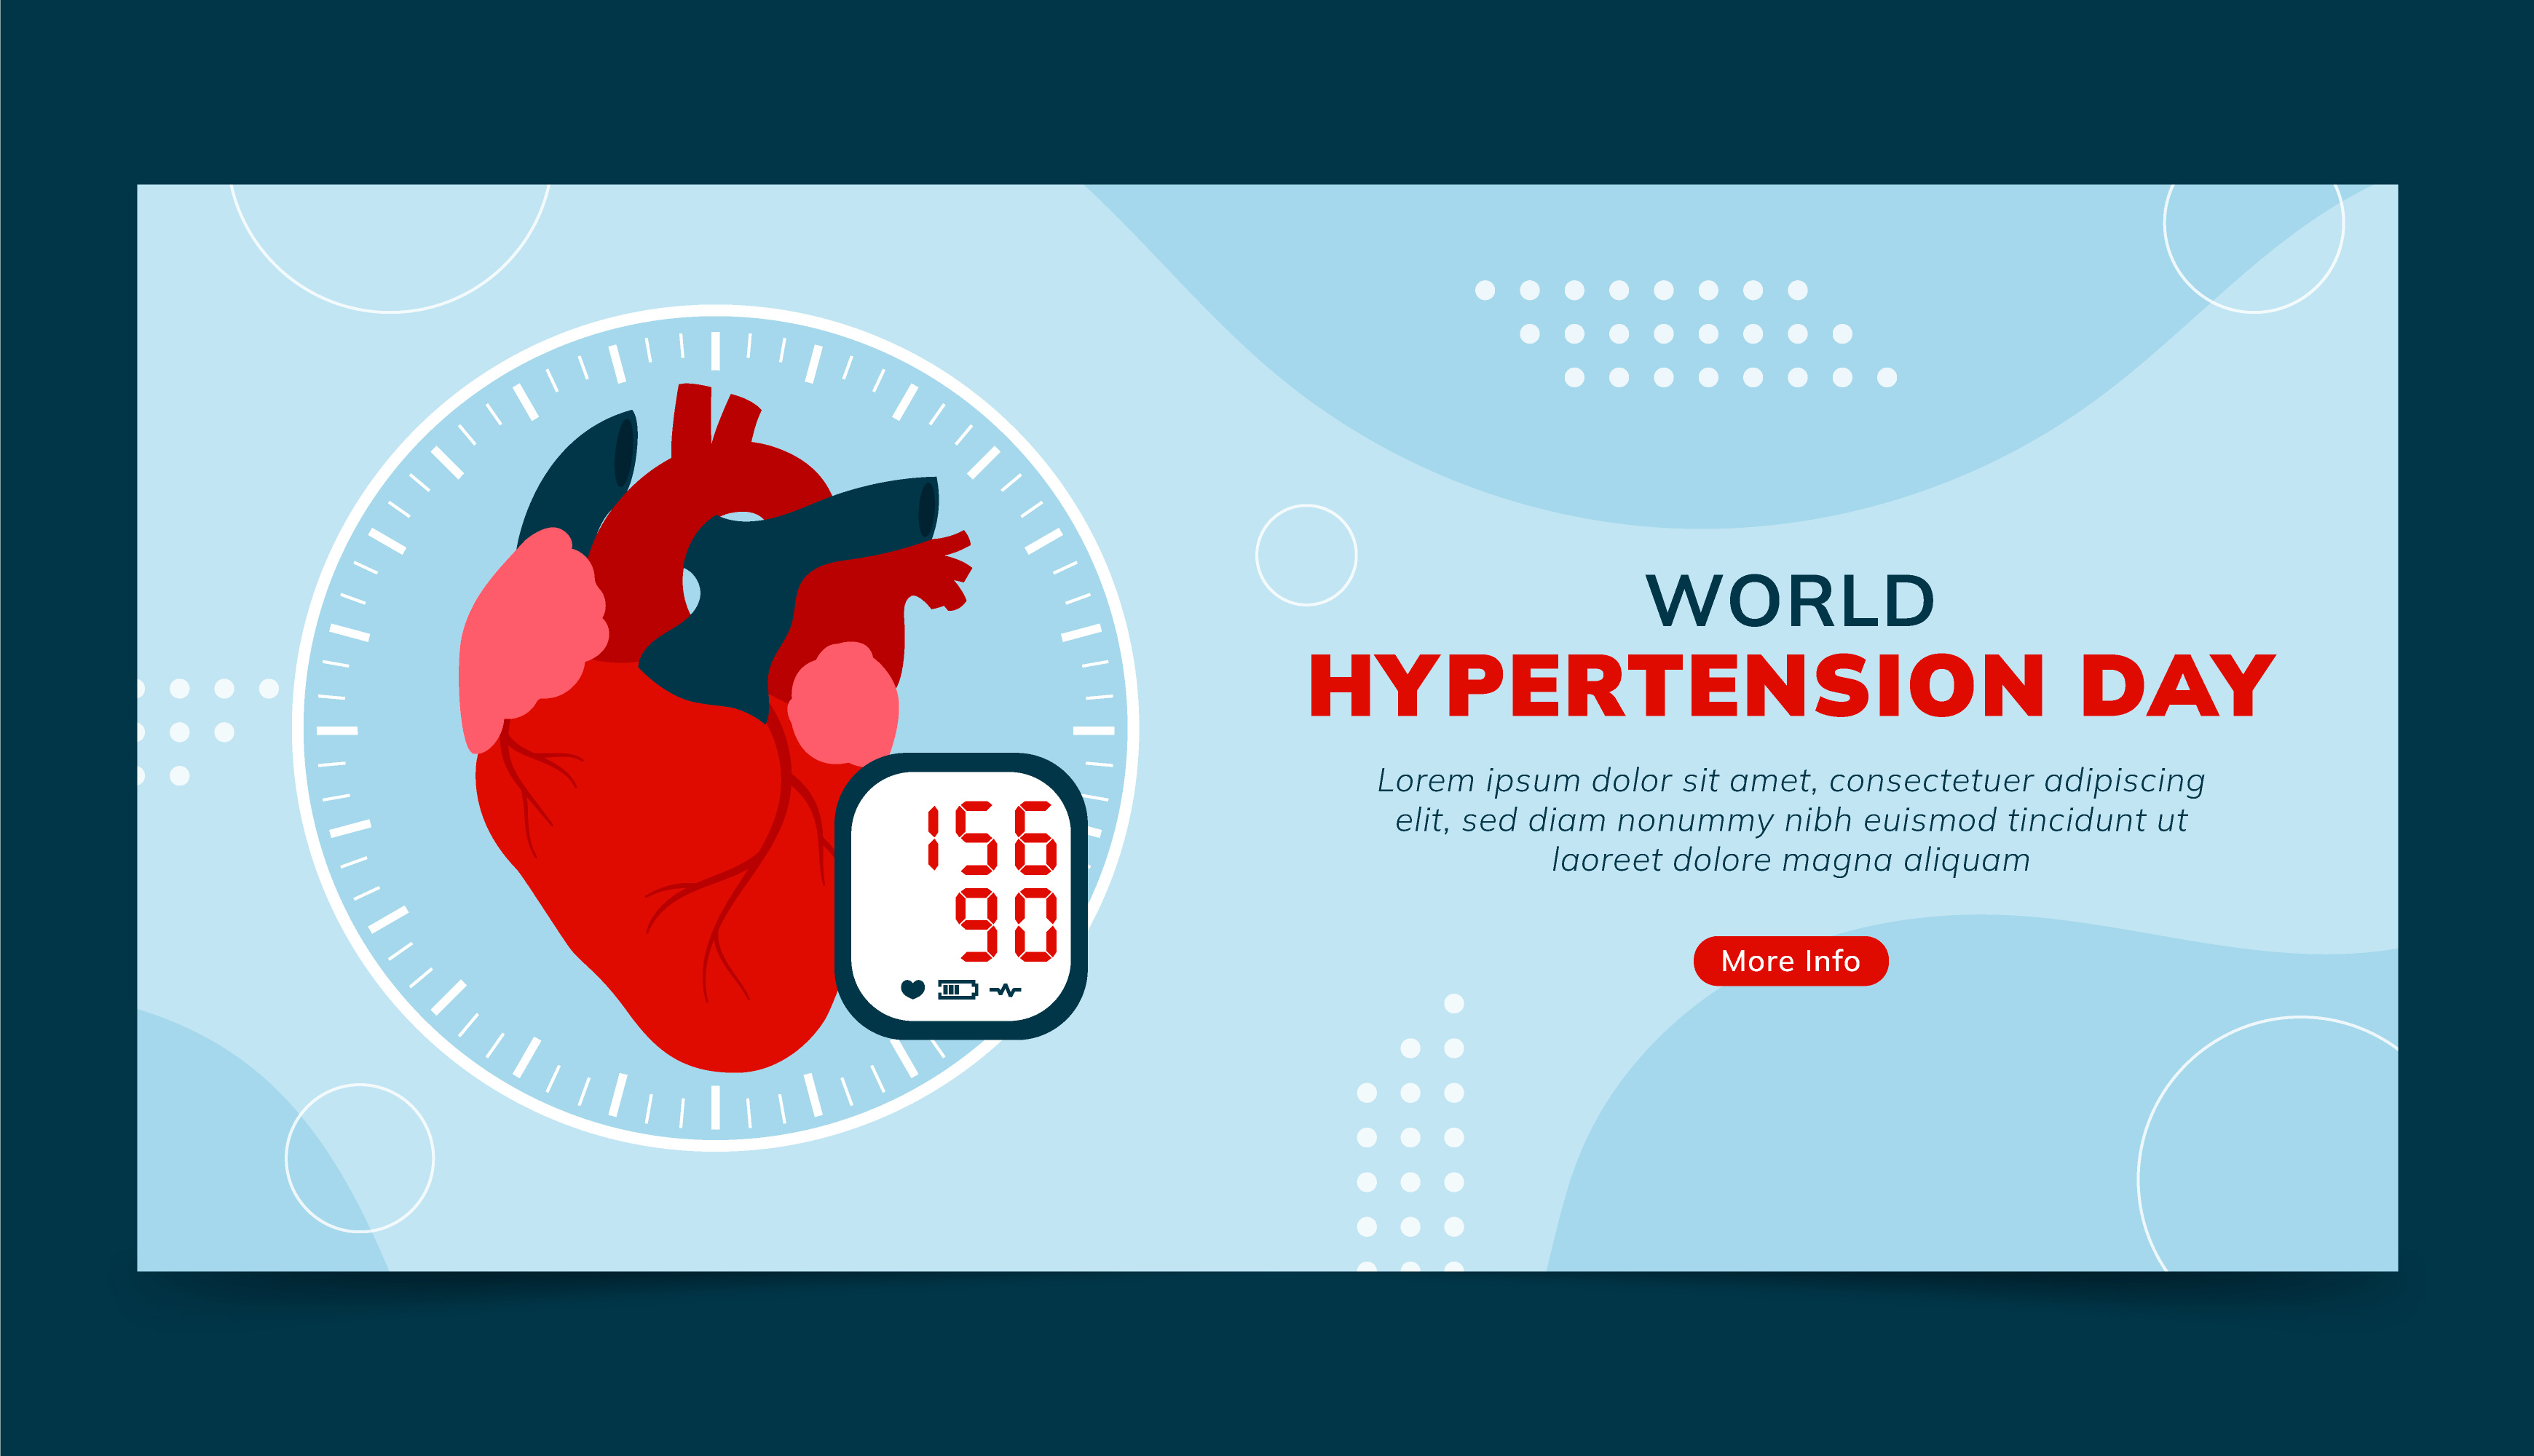 156
90
WORLD
HYPERTENSION DAY
Lorem ipsum dolor sit amet, consectetuer adipiscing
elit, sed diam nonummy nibh euismod tincidunt ut
laoreet dolore magna aliquam
More Info